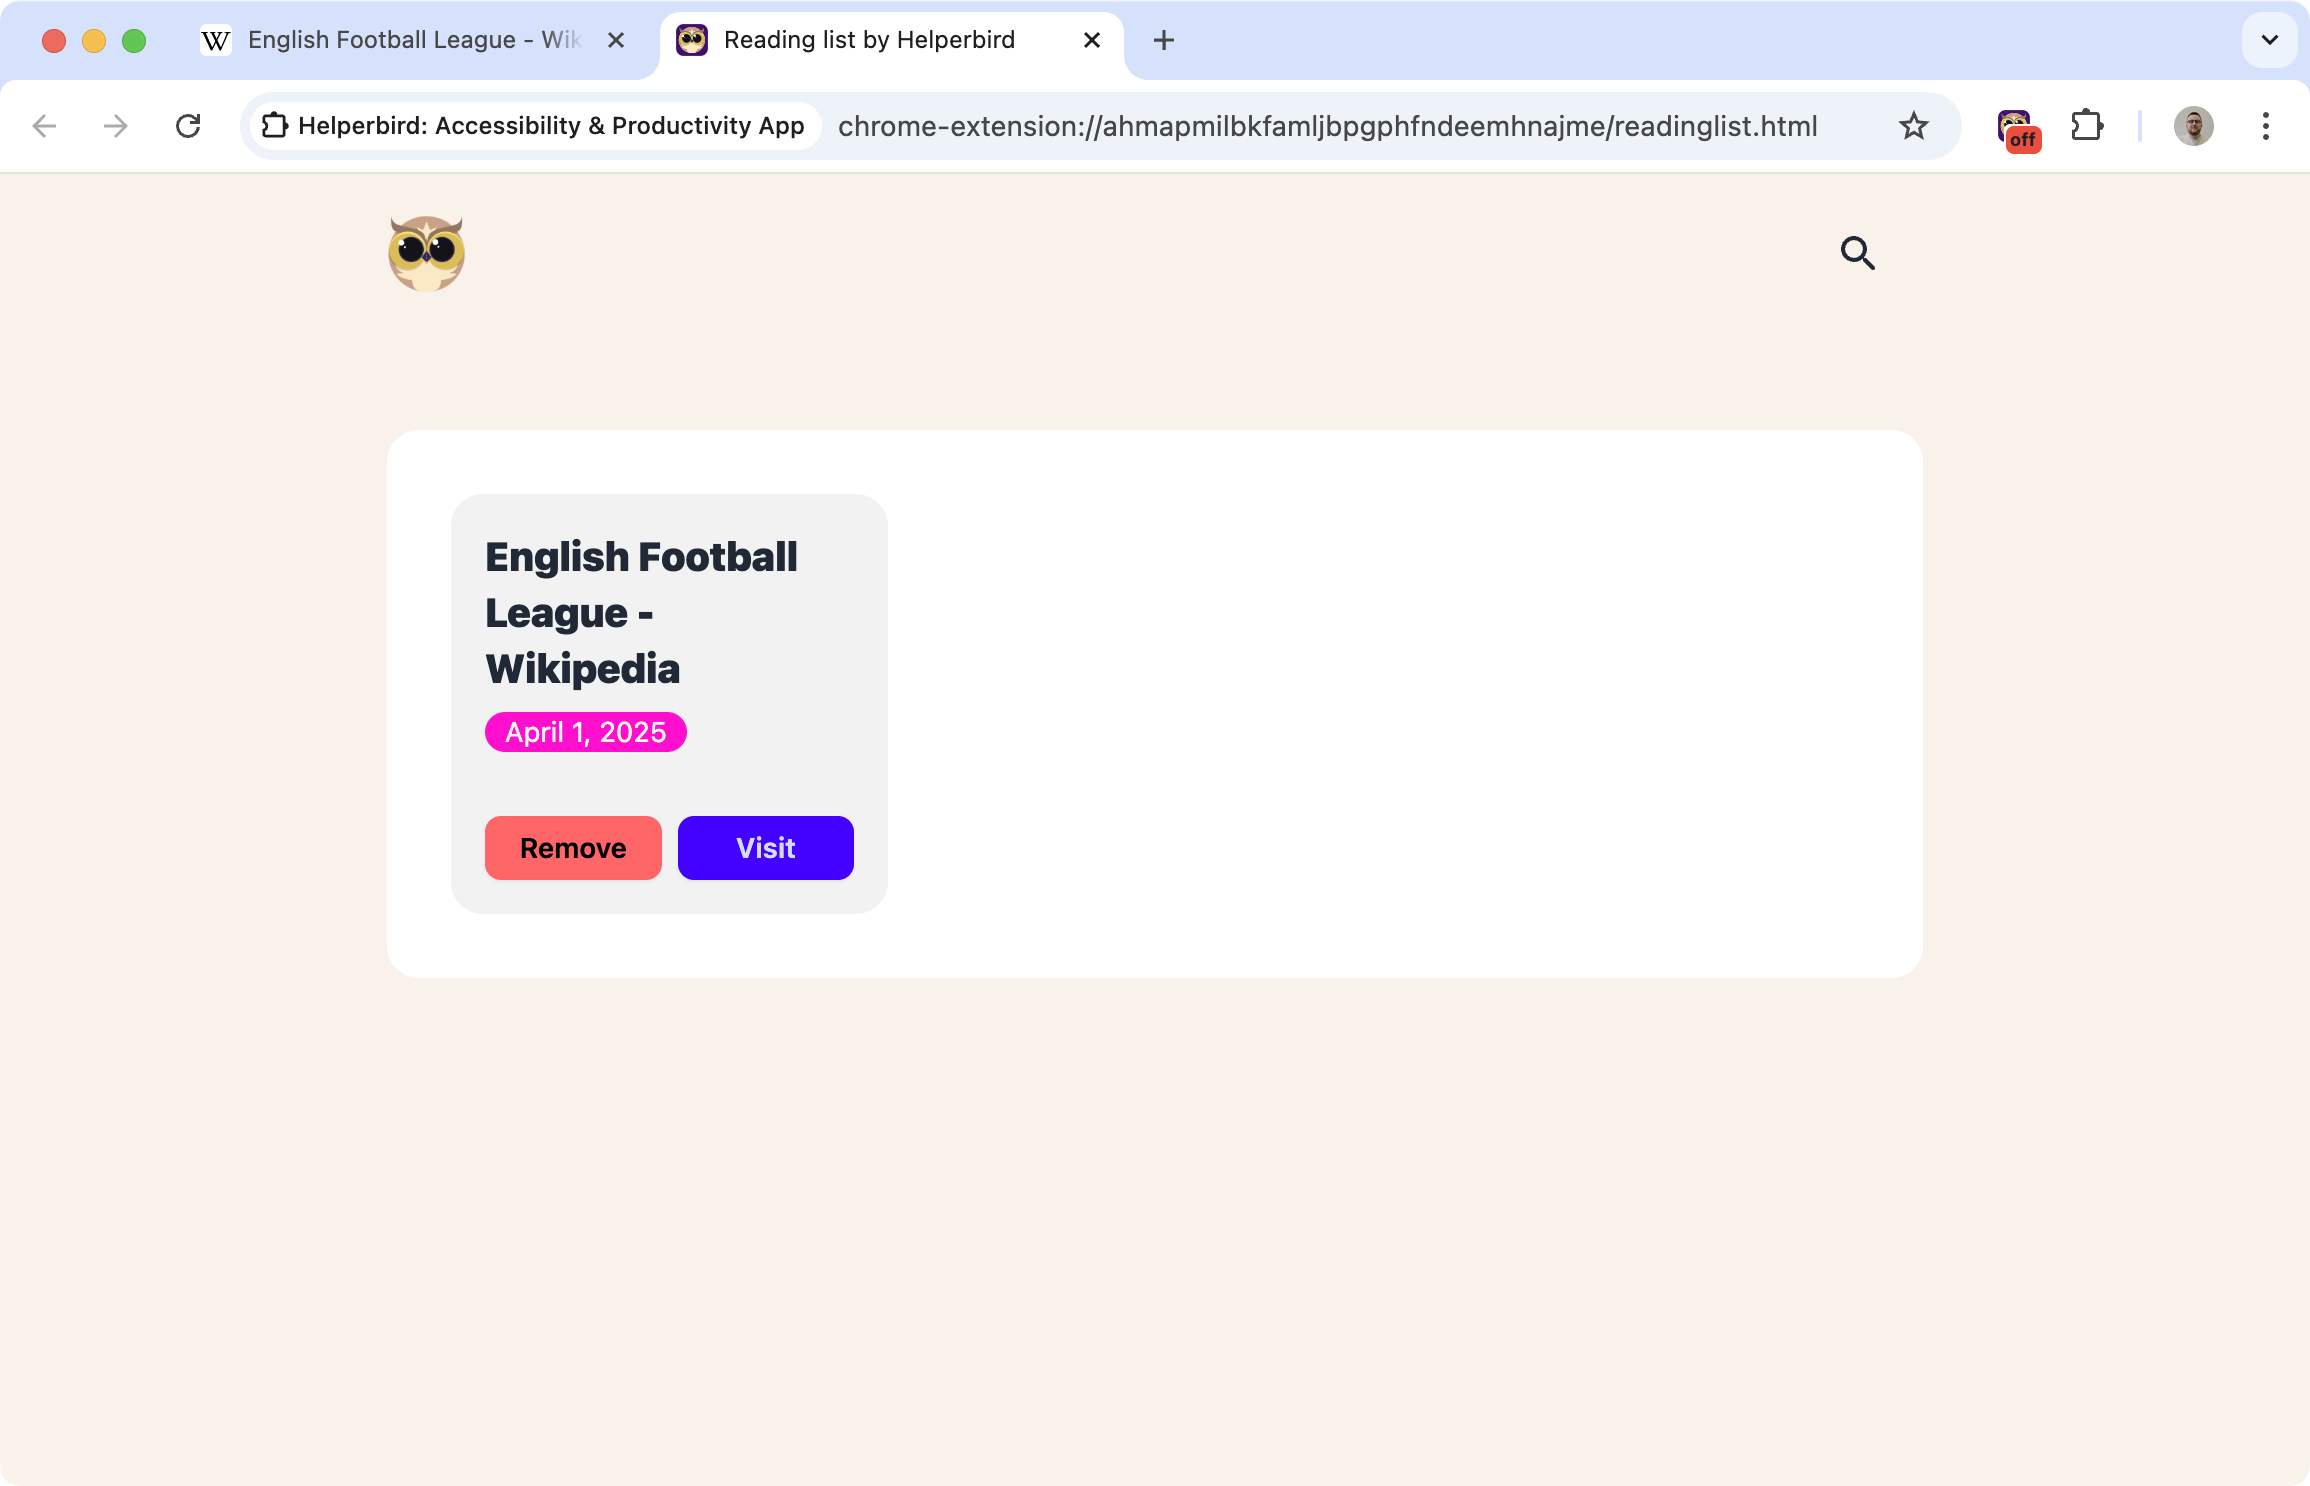 W English Football League - Wik
Reading list by Helperbird
Helperbird: Accessibility & Productivity App
chrome-extension://ahmapmilbkfamljbpgphfndeemhnajme/readinglist.html
off
English Football
League -
Wikipedia
April 1, 2025
Remove
Visit